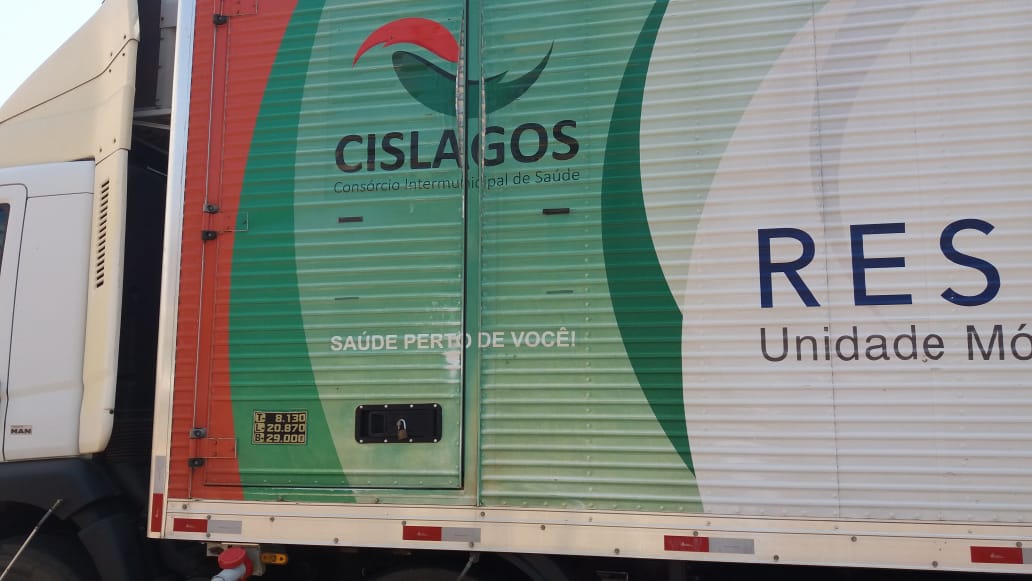 CISLAGOS
Consórcio Intermunicipal de Saúde
RES
Unidade Mó
SAÚDE PERTO DE VOCÊ!
T. 8.130
L. 20.870
B. 29.000
MAN